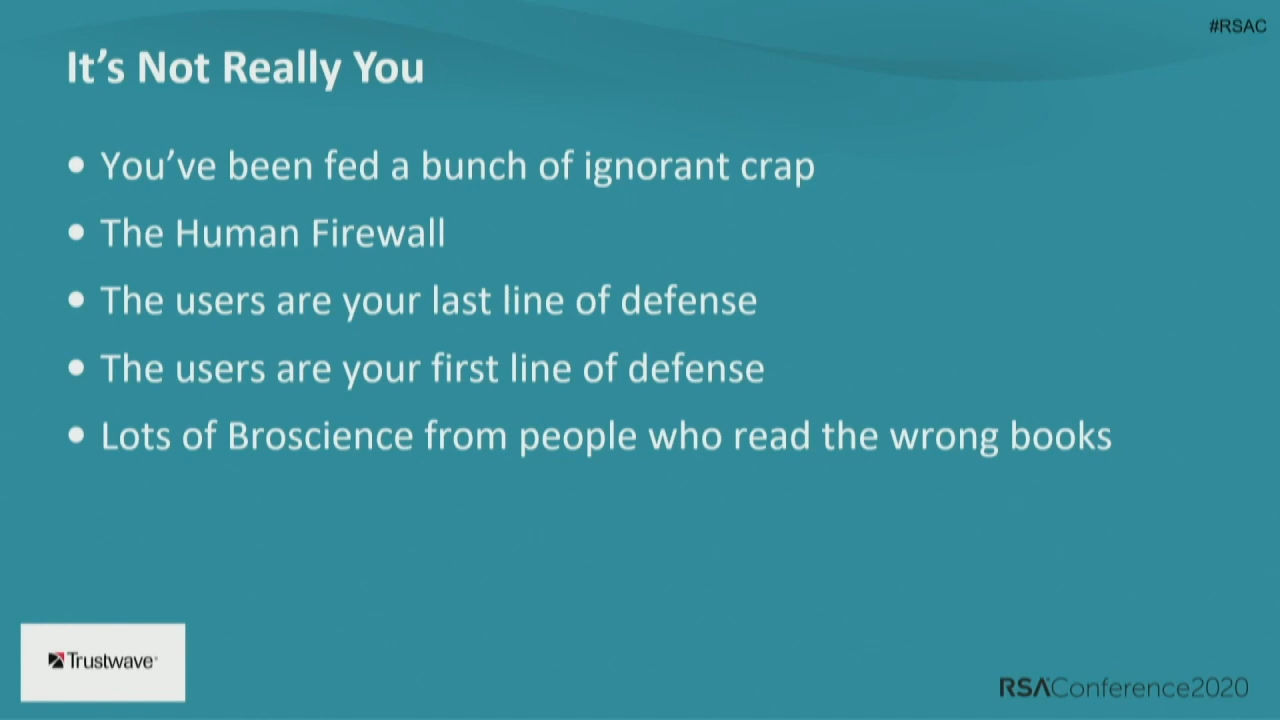 #RSAC
It's Not Really You
• You've been fed a bunch of ignorant crap
• The Human Firewall
• The users are your last line of defense
• The users are your first line of defense
• Lots of Broscience from people who read the wrong books
Trustwave
RSAConference2020